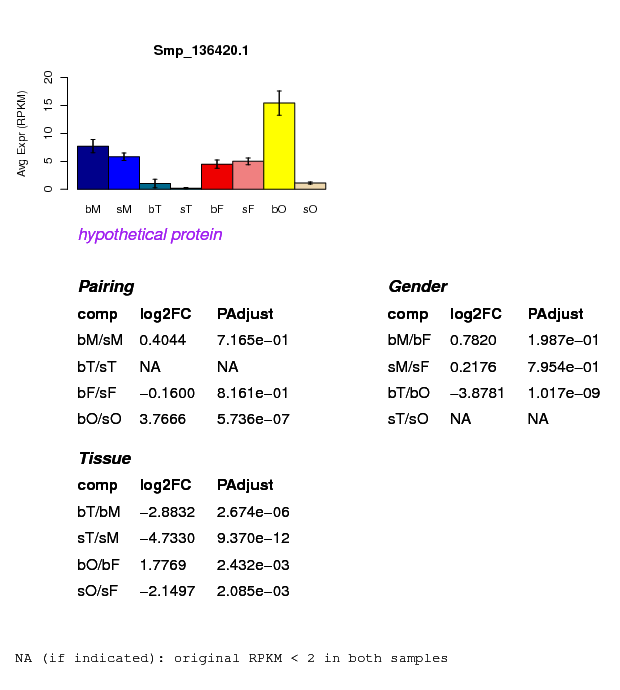 Smp_136420.1
Avg Expr (RPKM)
20
15
10
5
0
bM sM bT sT bF sF bO sO
hypothetical protein
Pairing
comp log2FC PAdjust
bM/sM 0.4044 7.165e−01
bT/sT NA NA
bF/sF −0.1600 8.161e−01
bO/sO 3.7666 5.736e−07
Gender
comp log2FC PAdjust
bM/bF 0.7820 1.987e−01
sM/sF 0.2176 7.954e−01
bT/bO −3.8781 1.017e−09
sT/sO NA NA
Tissue
comp log2FC PAdjust
bT/bM −2.8832 2.674e−06
sT/sM −4.7330 9.370e−12
bO/bF 1.7769 2.432e−03
sO/sF −2.1497 2.085e−03
NA (if indicated): original RPKM < 2 in both samples